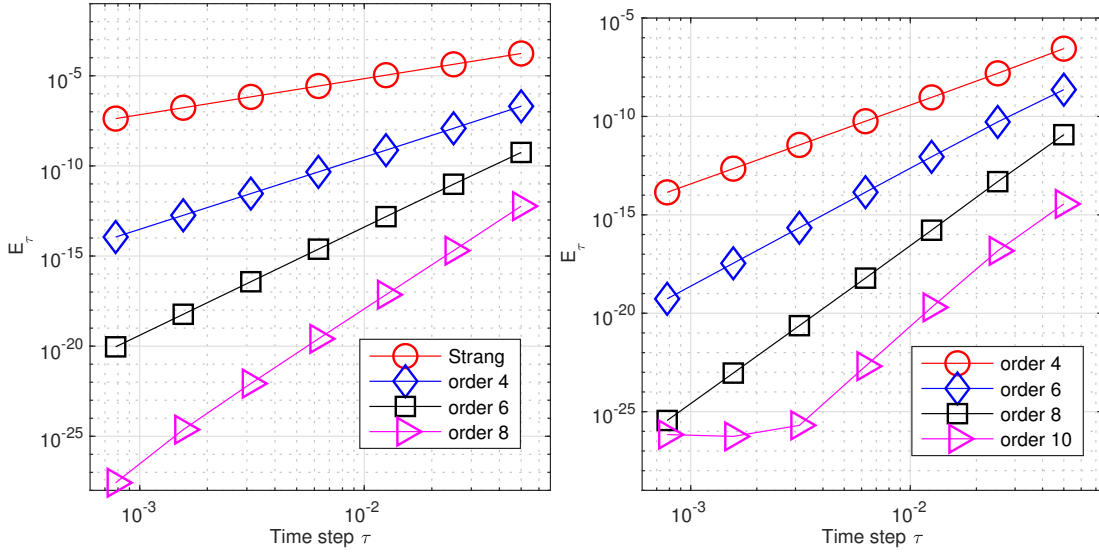 10^-5
10^-10
10^-15
10^-20
10^-25
E_τ
10^-3
10^-2
Time step τ
Strang
order 4
order 6
order 8
10^-5
10^-10
10^-15
10^-20
10^-25
E_τ
10^-3
10^-2
Time step τ
order 4
order 6
order 8
order 10